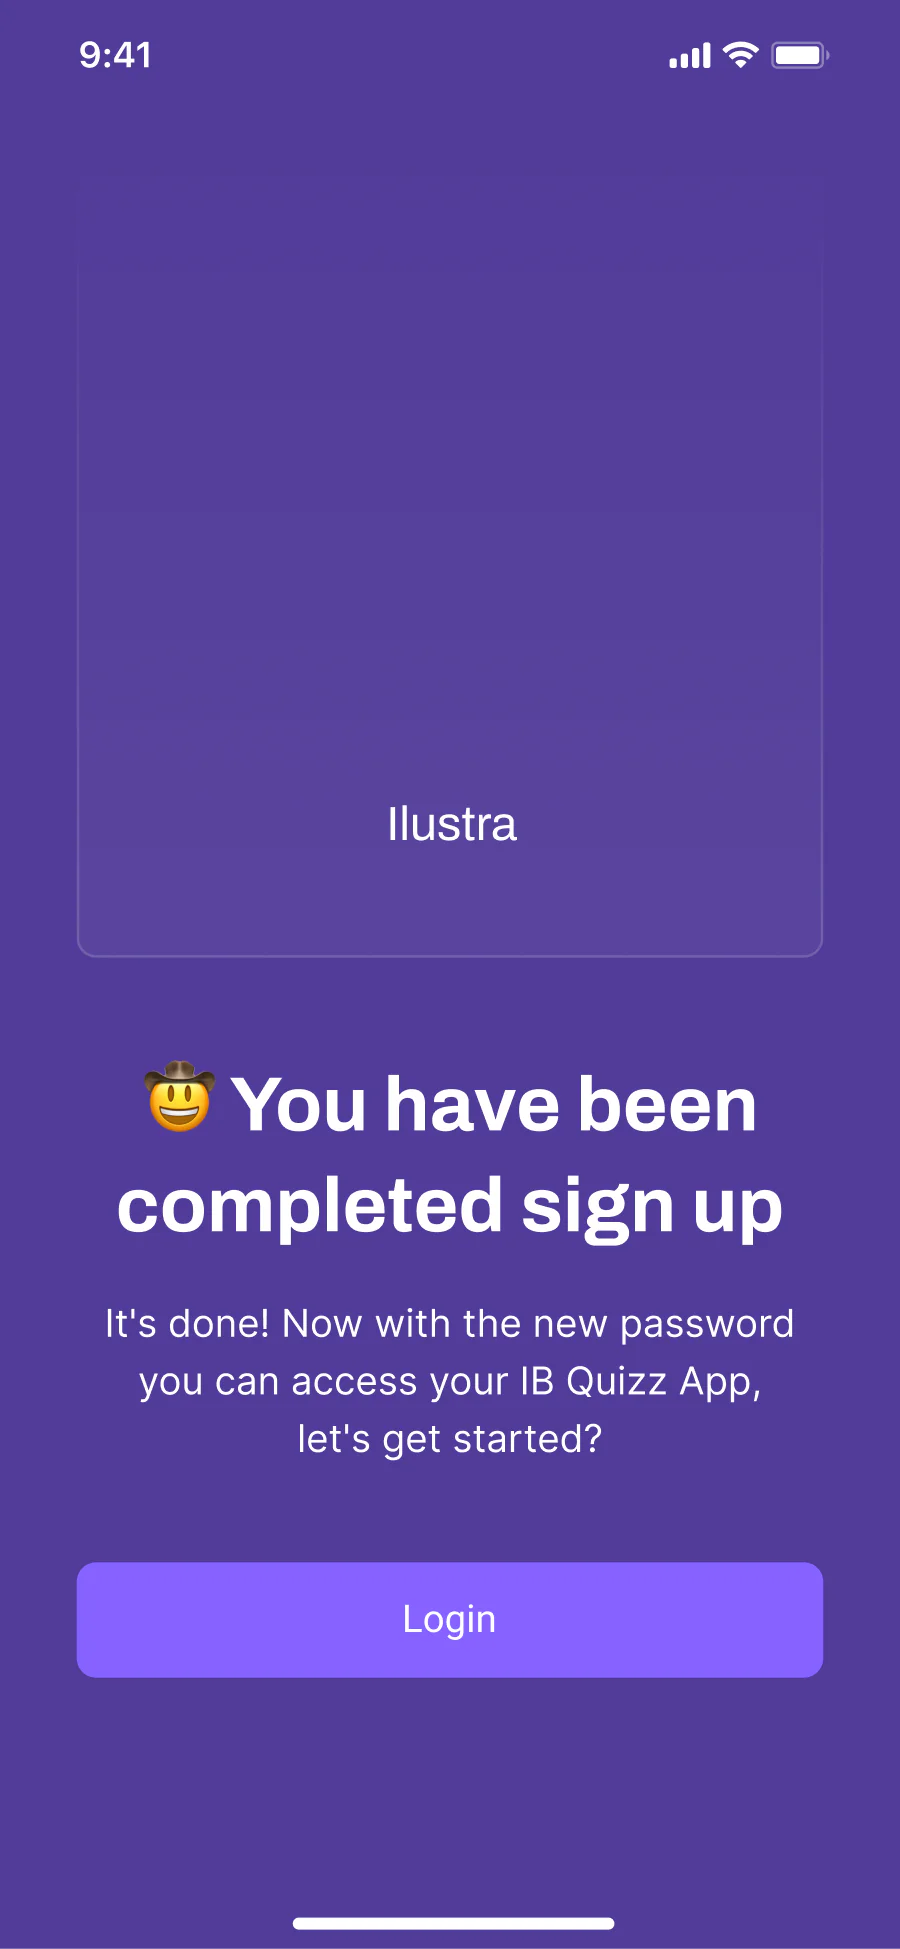 9:41
Ilustra
🤠 You have been
completed sign up
It's done! Now with the new password
you can access your IB Quizz App,
let's get started?
Login